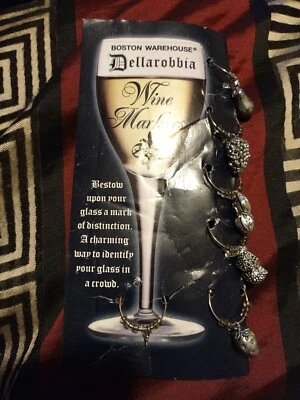 BOSTON WAREHOUSE®
Dellarobbia
Wine
Bestow
upon your
glass a mark
of distinction.
A charming
way to identify
your glass in
a crowd.